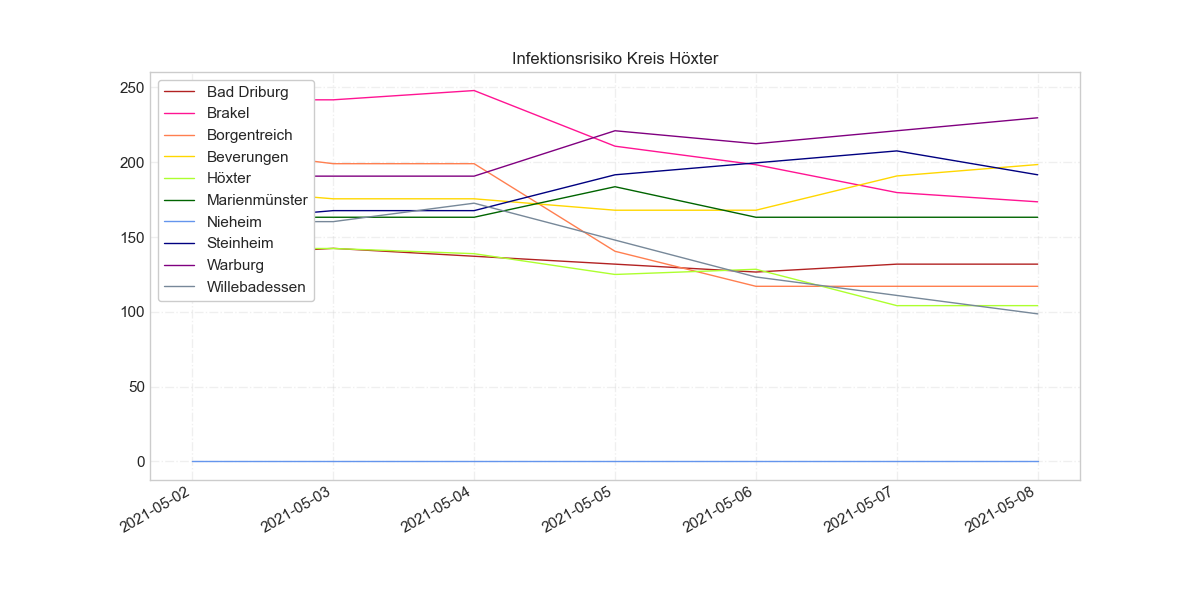 Infektionsrisiko Kreis Höxter
250
200
150
100
50
0
Bad Driburg
Brakel
Borgentreich
Beverungen
Höxter
Marienmünster
Nieheim
Steinheim
Warburg
Willebadessen
2021-05-02
2021-05-03
2021-05-04
2021-05-05
2021-05-06
2021-05-07
2021-05-08